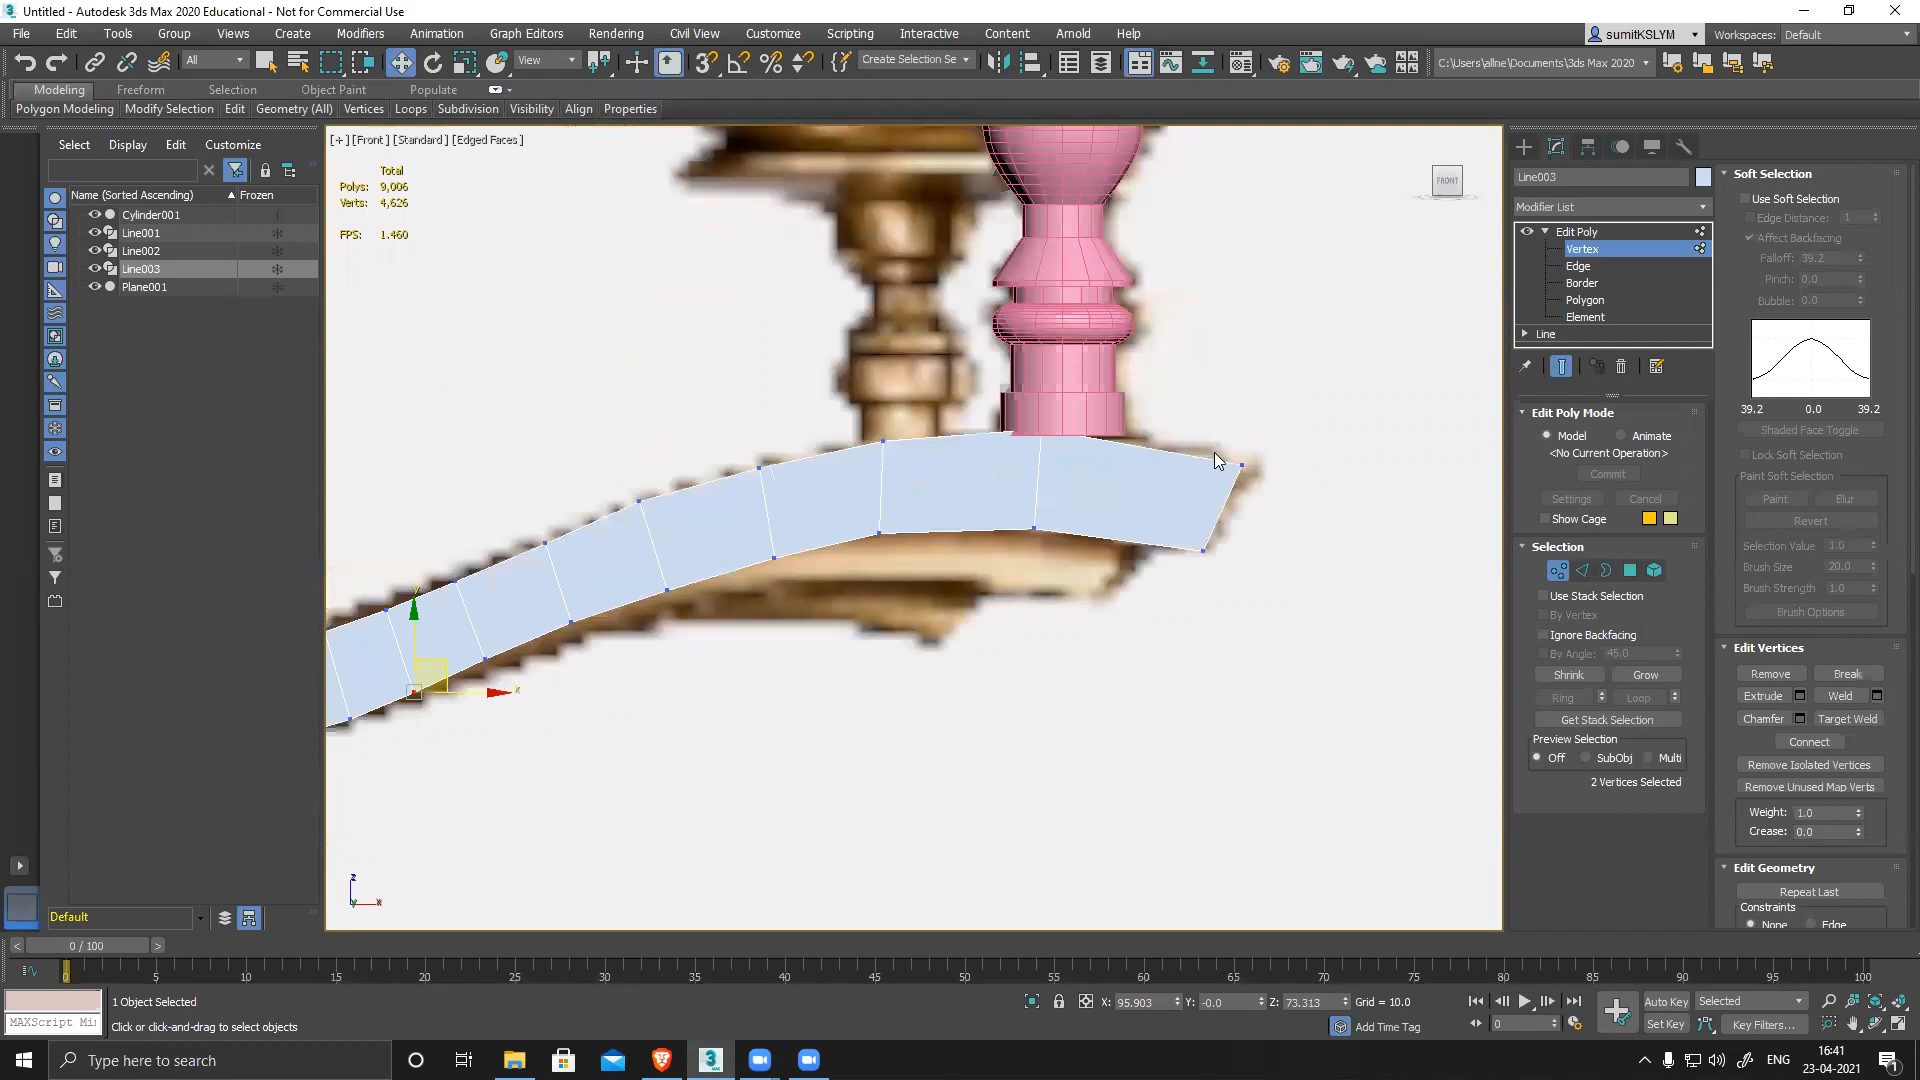 Untitled - Autodesk 3ds Max 2020 Educational - Not for Commercial Use
File Edit Tools Group Views Create Modifiers Animation Graph Editors Rendering Civil View Customize Scripting Interactive Content Arnold Help
sumitKSLYM Workspaces: Default
All View Create Selection Se C:\Users\allne\Documents\3ds Max 2020
Modeling Freeform Selection Object Paint Populate
Polygon Modeling Modify Selection Edit Geometry (All) Vertices Loops Subdivision Visibility Align Properties
Select Display Edit Customize
Name (Sorted Ascending) Frozen
Cylinder001
Line001
Line002
Line003
Plane001
[+] [Front] [Standard] [Edged Faces]
Total
Polys: 9,006
Verts: 4,626
FPS: 1.460
FRONT
Line003
Modifier List
Edit Poly
Vertex
Edge
Border
Polygon
Element
Line
Edit Poly Mode
Model Animate
<No Current Operation>
Commit
Settings Cancel
Show Cage
Selection
Use Stack Selection
By Vertex
Ignore Backfacing
By Angle: 45.0
Shrink Grow
Ring Loop
Get Stack Selection
Preview Selection
Off SubObj Multi
2 Vertices Selected
Soft Selection
Use Soft Selection
Edge Distance: 1
Affect Backfacing
Falloff: 39.2
Pinch: 0.0
Bubble: 0.0
39.2 0.0 39.2
Shaded Face Toggle
Lock Soft Selection
Paint Soft Selection
Paint Blur
Revert
Selection Value 1.0
Brush Size 20.0
Brush Strength 1.0
Brush Options
Edit Vertices
Remove Break
Extrude Weld
Chamfer Target Weld
Connect
Remove Isolated Vertices
Remove Unused Map Verts
Weight: 1.0
Crease: 0.0
Edit Geometry
Repeat Last
Constraints
None Edge
z
x
Default
0 / 100
0 5 10 15 20 25 30 35 40 45 50 55 60 65 70 75 80 85 90 95 100
1 Object Selected
MAXScript Mi
Click or click-and-drag to select objects
X: 95.903 Y: -0.0 Z: 73.313 Grid = 10.0
Add Time Tag
0
Auto Key Selected
Set Key Key Filters...
Type here to search
ENG
16:41
23-04-2021